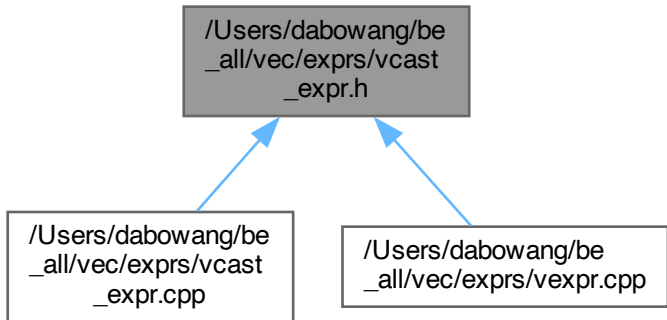 /Users/dabowang/be
_all/vec/exprs/vcast
_expr.h
/Users/dabowang/be
_all/vec/exprs/vcast
_expr.cpp
/Users/dabowang/be
_all/vec/exprs/vexpr.cpp